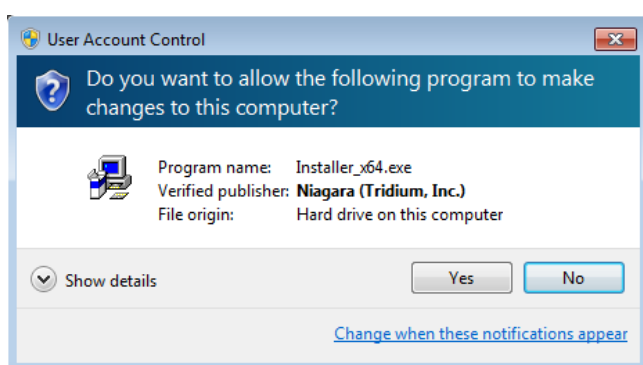 User Account Control
Do you want to allow the following program to make
changes to this computer?
Program name: Installer_x64.exe
Verified publisher: Niagara (Tridium, Inc.)
File origin: Hard drive on this computer
Show details
Yes
No
Change when these notifications appear